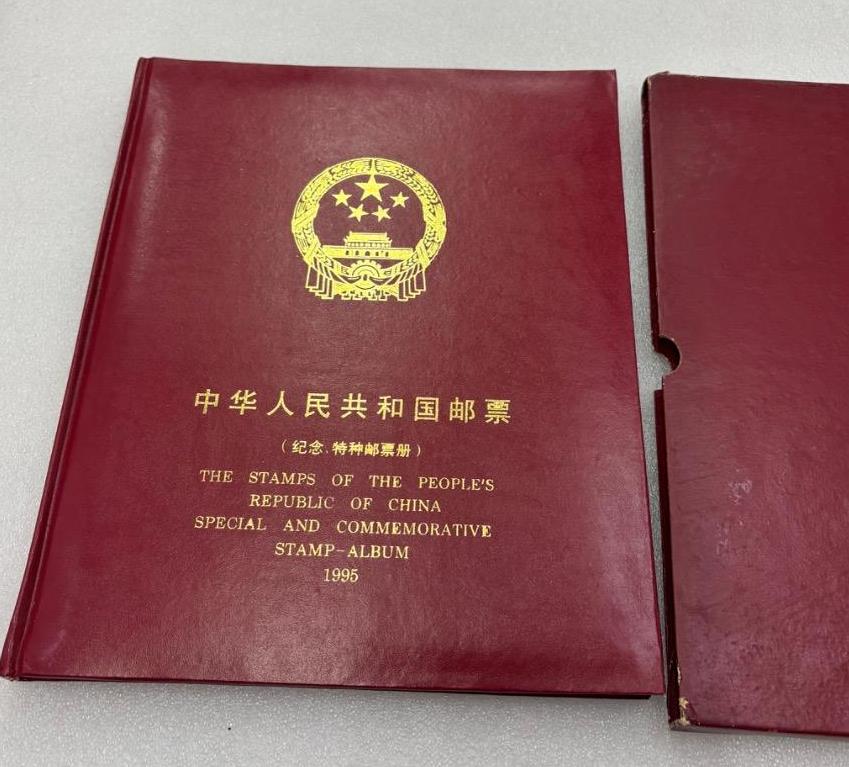 中华人民共和国邮票
（纪念、特种邮票册）
THE STAMPS OF THE PEOPLE'S
REPUBLIC OF CHINA
SPECIAL AND COMMEMORATIVE
STAMP-ALBUM
1995